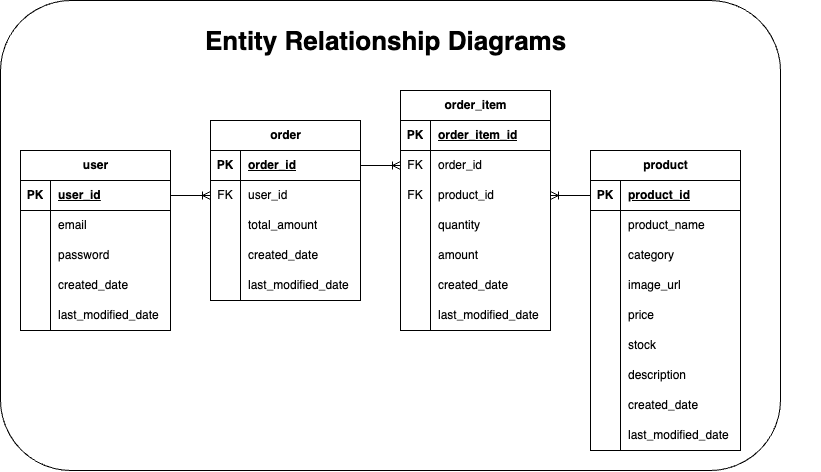 Entity Relationship Diagrams
user
PK user_id
email
password
created_date
last_modified_date
order
PK order_id
FK user_id
total_amount
created_date
last_modified_date
order_item
PK order_item_id
FK order_id
FK product_id
quantity
amount
created_date
last_modified_date
product
PK product_id
product_name
category
image_url
price
stock
description
created_date
last_modified_date